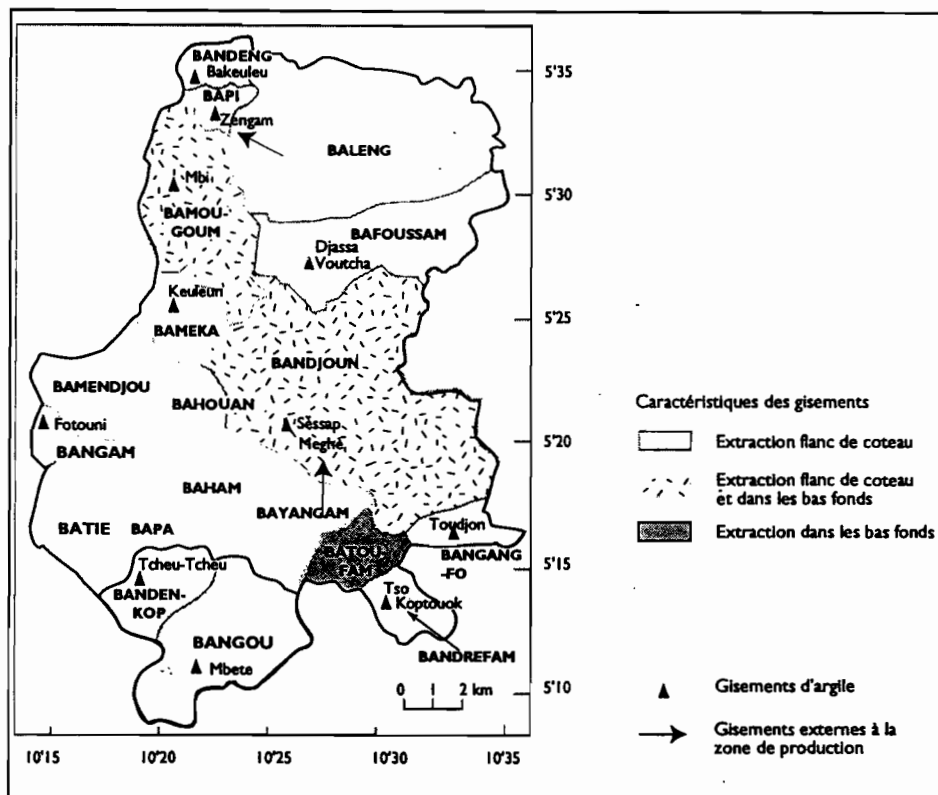 BANDENG
Bakeuleu
BAPI
Zengam
BALENG
Mbi
BAMOU-
GOUM
BAFOUSSAM
Djassa
Voutcha
Keuleun
BAMEKA
BANDJOUN
BAMENDJOU
BAHOUAN
Fotouni
Sessap
Meghe
BANGAM
BAHAM
BAYANGAM
BATIE
BAPA
Toudjon
BATOU-
FAM
BANGANG
-FO
Tcheu-Tcheu
BANDEN-
KOP
Tso
Koptouok
BANGOU
BANDREFAM
Mbete
0 1 2 km
5°35
5°30
5°25
5°20
5°15
5°10
10°15 10°20 10°25 10°30 10°35
Caractéristiques des gisements
Extraction flanc de coteau
Extraction flanc de coteau
et dans les bas fonds
Extraction dans les bas fonds
Gisements d'argile
Gisements externes à la
zone de production